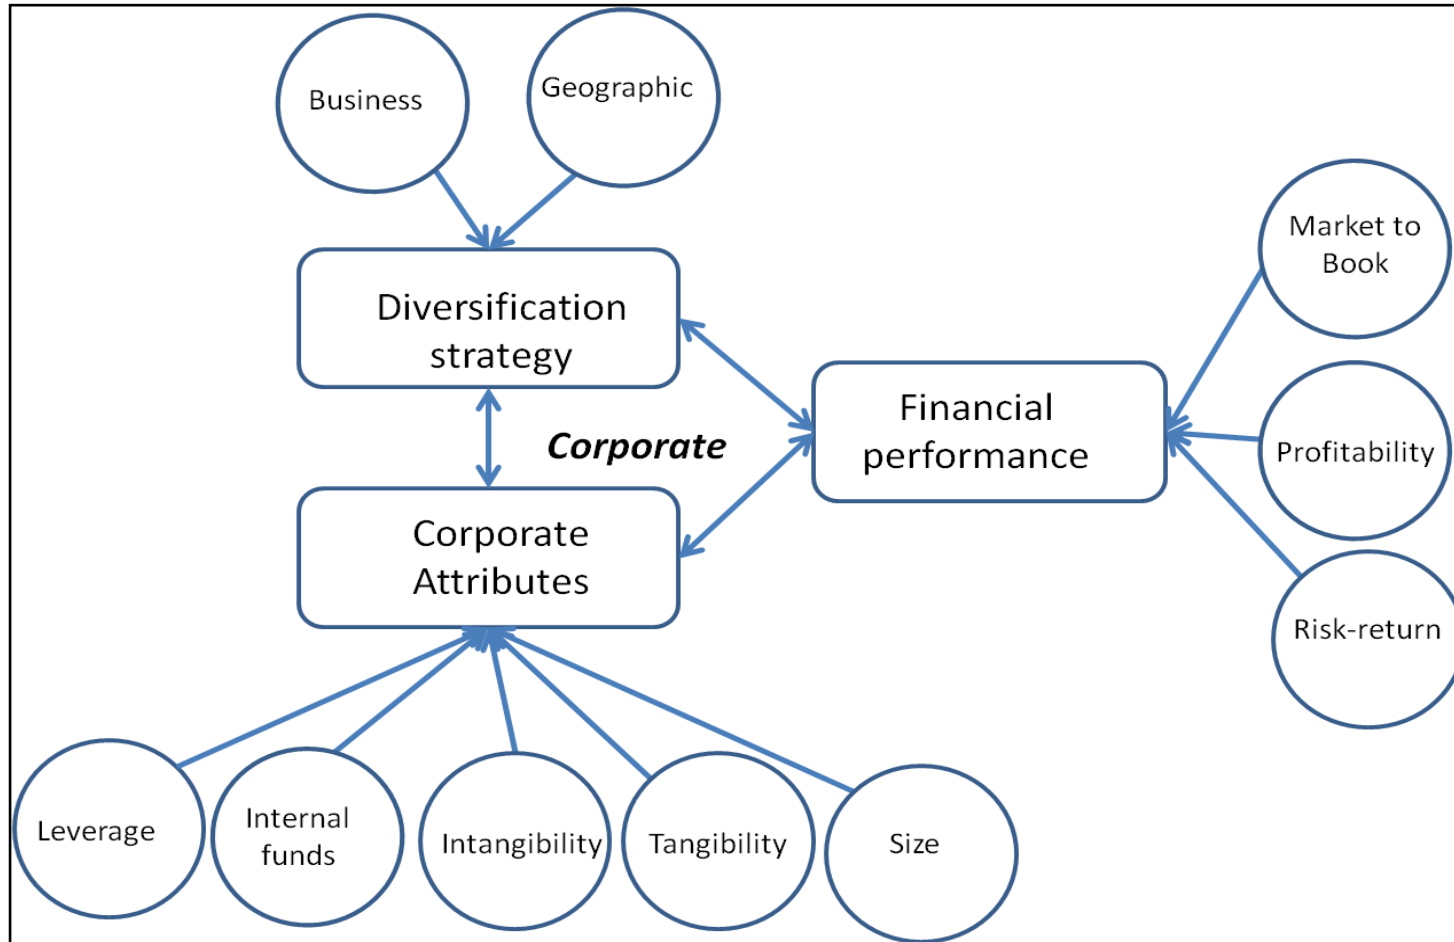 Business
Geographic
Market to
Book
Diversification
strategy
Financial
performance
Corporate
Profitability
Corporate
Attributes
Risk-return
Leverage
Internal
funds
Intangibility
Tangibility
Size